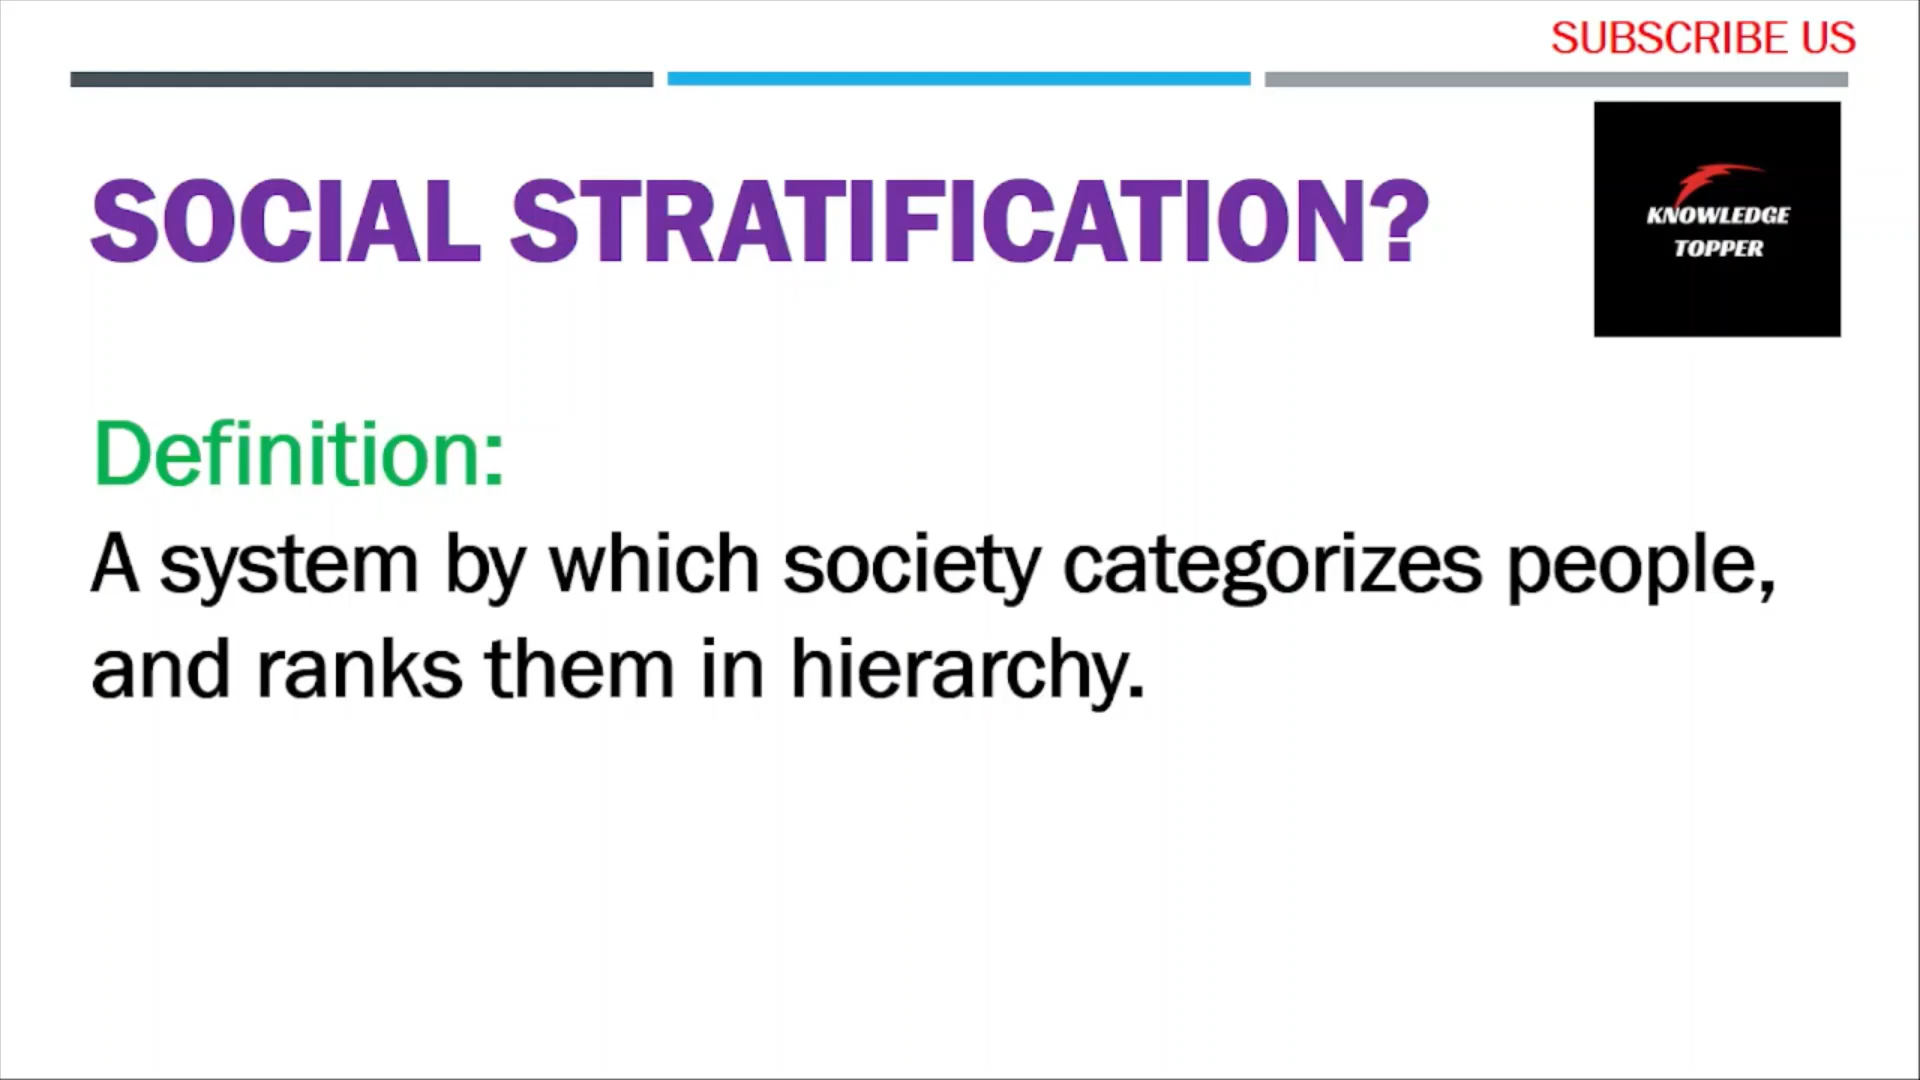 SUBSCRIBE US
SOCIAL STRATIFICATION?
KNOWLEDGE
TOPPER
Definition:
A system by which society categorizes people,
and ranks them in hierarchy.